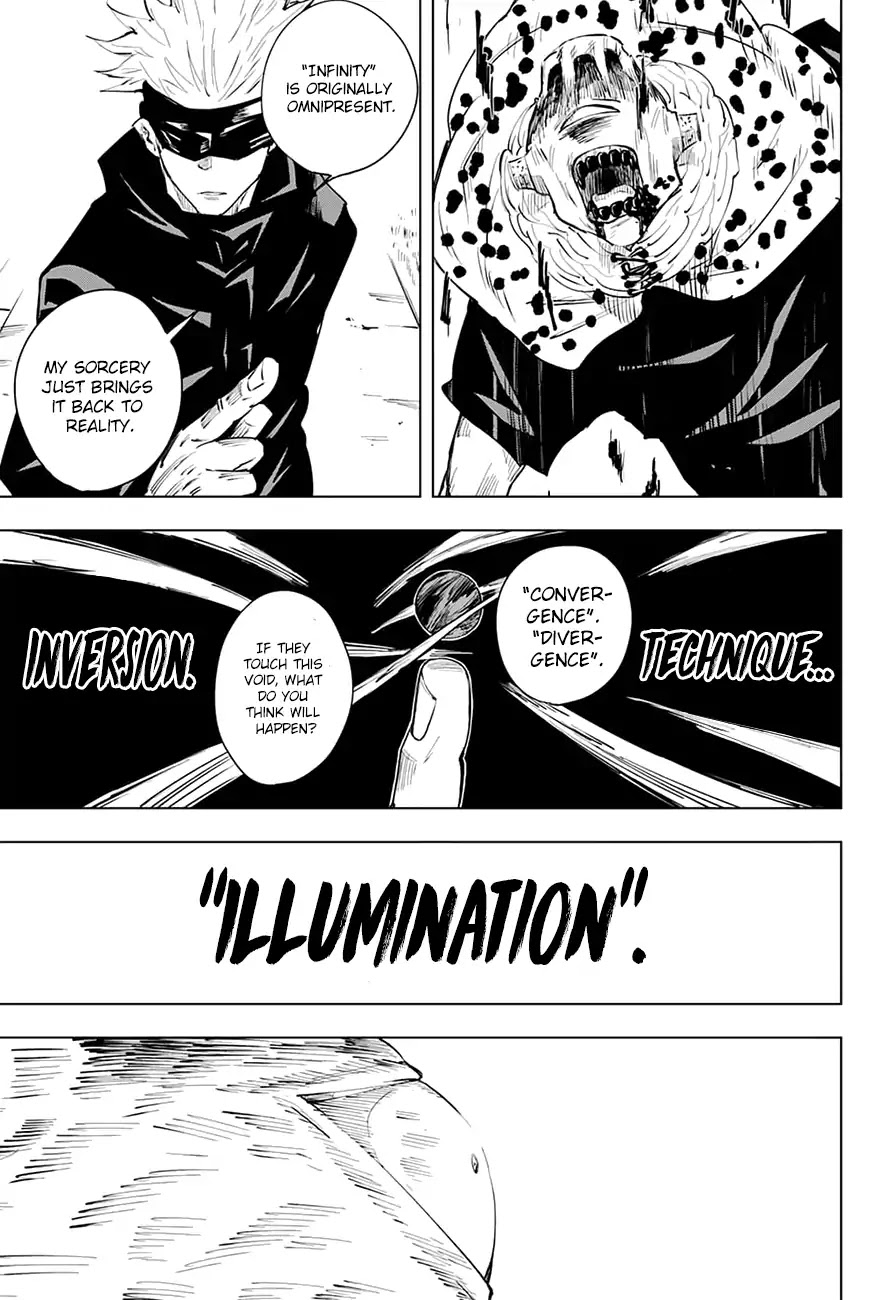 "INFINITY"
IS ORIGINALLY
OMNIPRESENT.
MY SORCERY
JUST BRINGS
IT BACK TO
REALITY.
TECHNIQUE...
"CONVER-
GENCE".
"DIVER-
GENCE".
IF THEY
TOUCH THIS
VOID, WHAT
DO YOU
THINK WILL
HAPPEN?
INVERSION.
"ILLUMINATION".